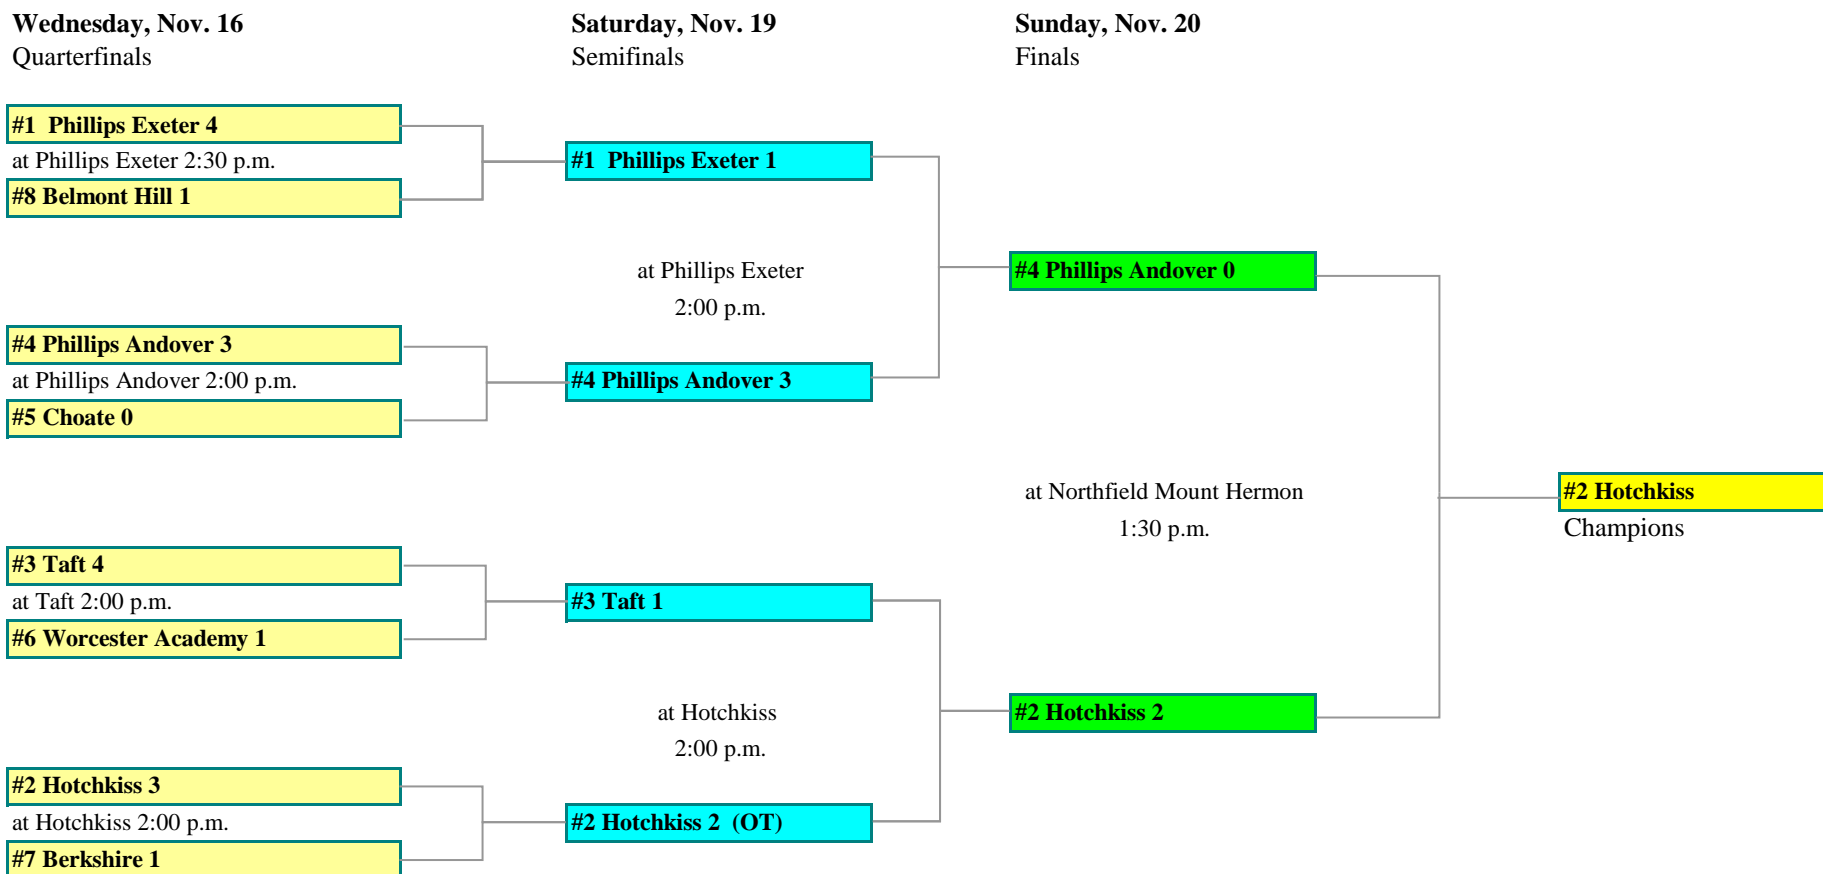 Wednesday, Nov. 16
Quarterfinals
Saturday, Nov. 19
Semifinals
Sunday, Nov. 20
Finals
#1 Phillips Exeter 4
at Phillips Exeter 2:30 p.m.
#8 Belmont Hill 1
#1 Phillips Exeter 1
at Phillips Exeter
2:00 p.m.
#4 Phillips Andover 0
#4 Phillips Andover 3
at Phillips Andover 2:00 p.m.
#5 Choate 0
#4 Phillips Andover 3
at Northfield Mount Hermon
1:30 p.m.
#2 Hotchkiss
Champions
#3 Taft 4
at Taft 2:00 p.m.
#6 Worcester Academy 1
#3 Taft 1
at Hotchkiss
2:00 p.m.
#2 Hotchkiss 2
#2 Hotchkiss 3
at Hotchkiss 2:00 p.m.
#7 Berkshire 1
#2 Hotchkiss 2 (OT)